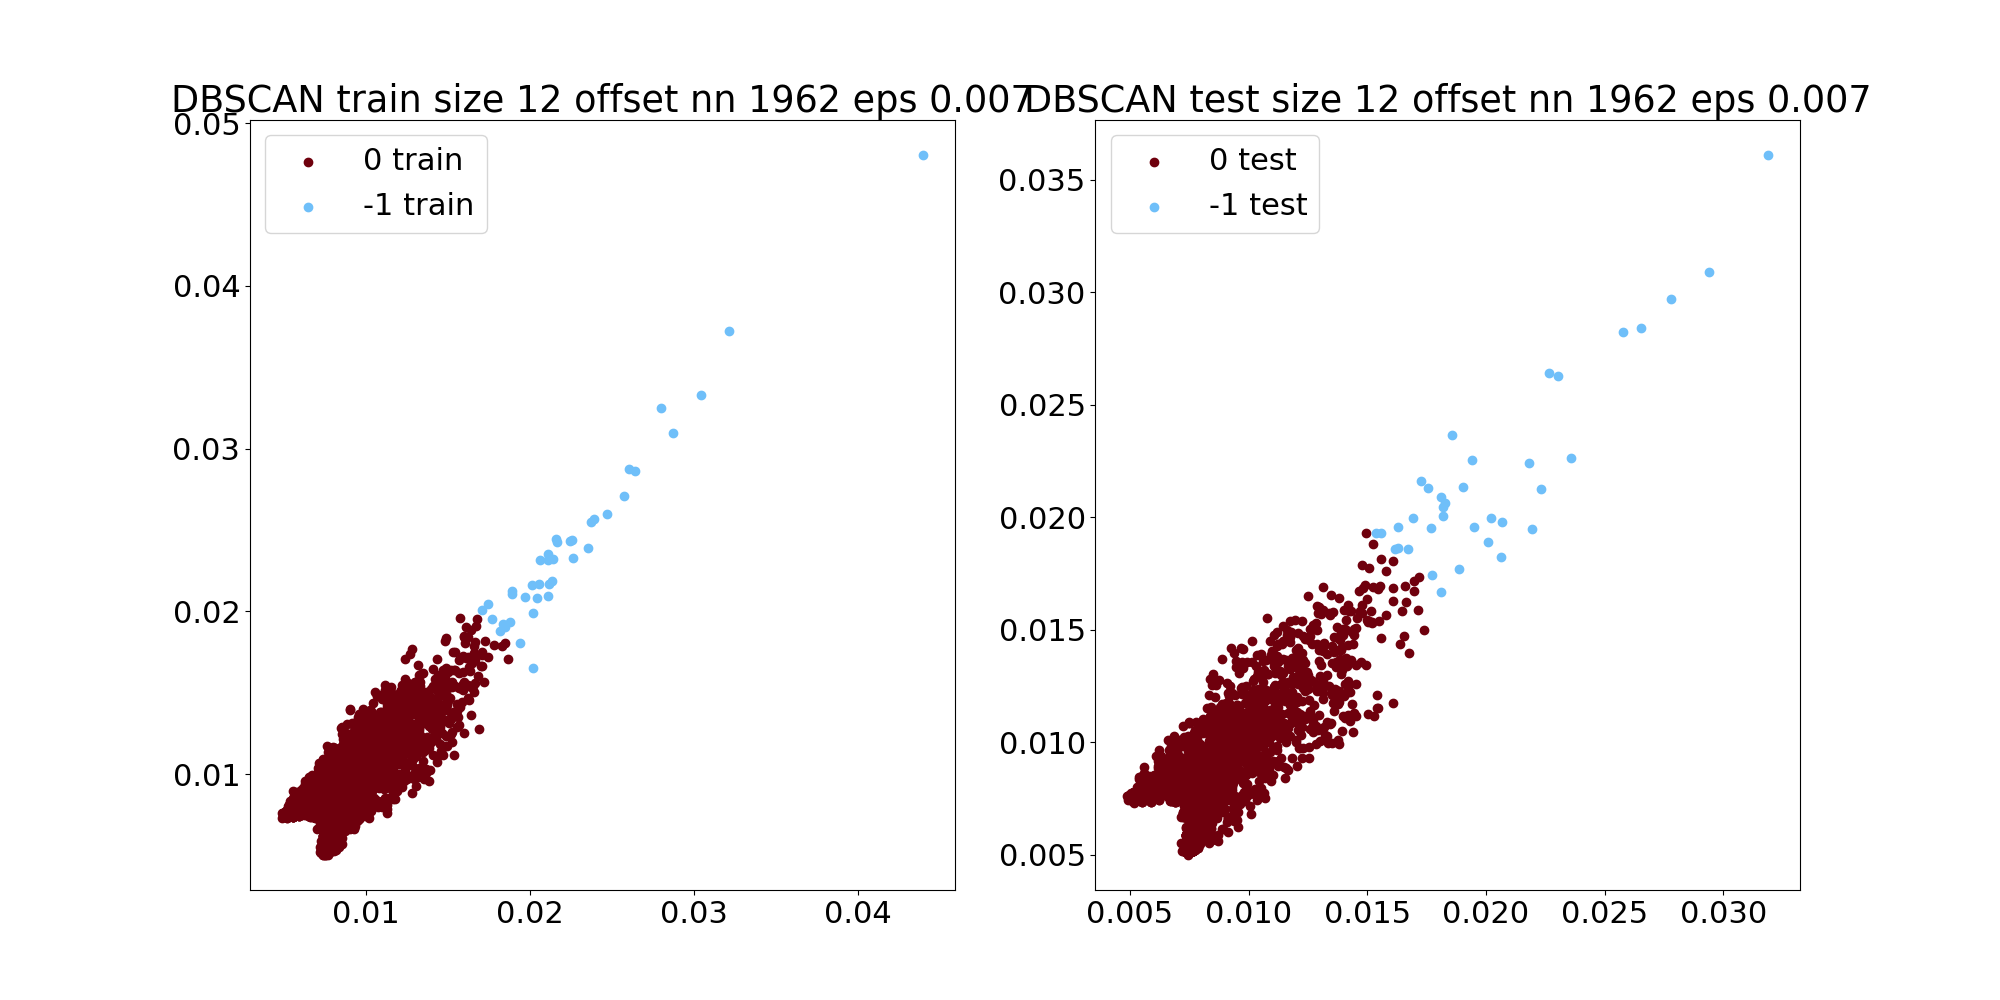 DBSCAN train size 12 offset nn 1962 eps 0.007
0 train
-1 train
0.05
0.04
0.03
0.02
0.01
0.01 0.02 0.03 0.04
DBSCAN test size 12 offset nn 1962 eps 0.007
0 test
-1 test
0.035
0.030
0.025
0.020
0.015
0.010
0.005
0.005 0.010 0.015 0.020 0.025 0.030